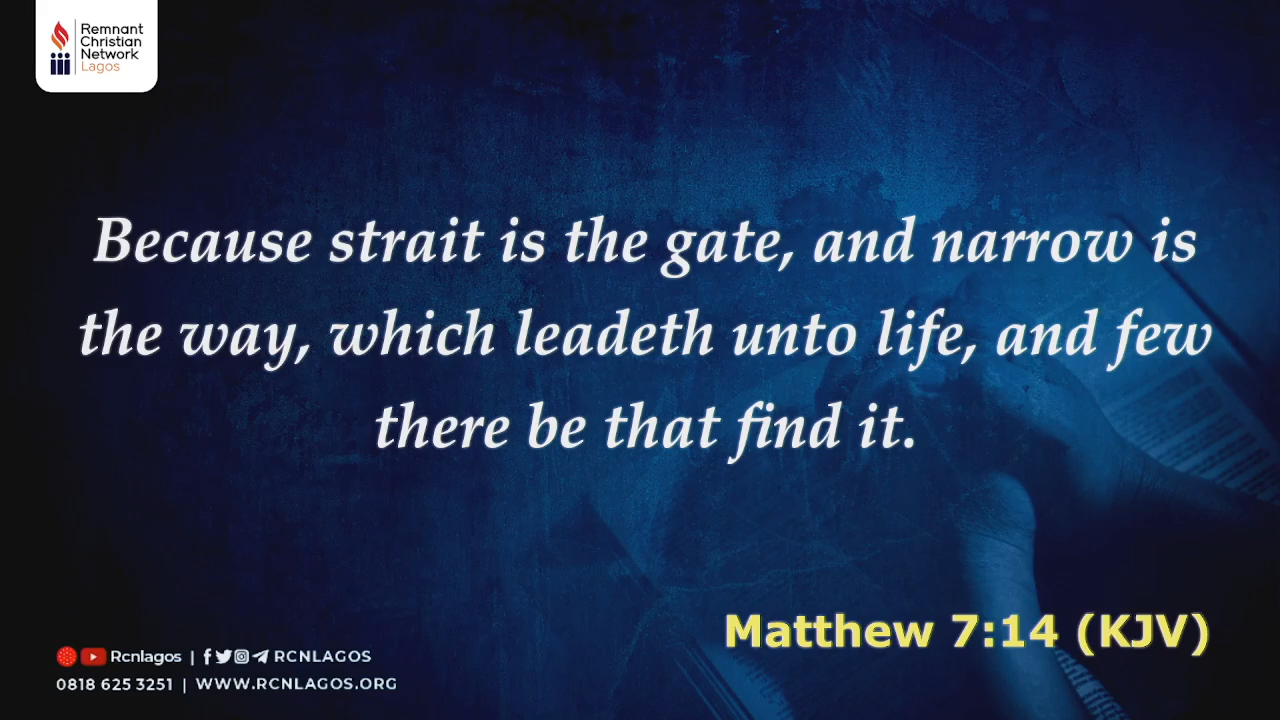 Remnant
Christian
Network
Lagos
Because strait is the gate, and narrow is
the way, which leadeth unto life, and few
there be that find it.
Matthew 7:14 (KJV)
Rcnlagos | RCNLAGOS
0818 625 3251 | WWW.RCNLAGOS.ORG